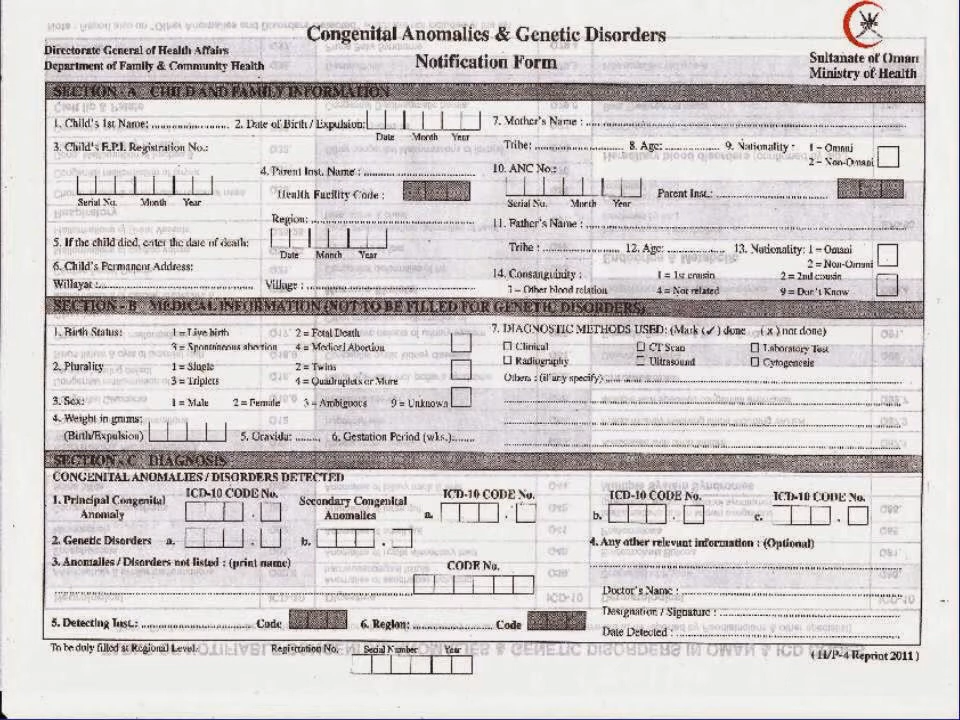 Congenital Anomalies & Genetic Disorders
Notification Form
Directorate General of Health Affairs
Department of Family & Community Health
Sultanate of Oman
Ministry of Health
SECTION - A CHILD AND FAMILY INFORMATION
1. Child's 1st Name: ........................ 2. Date of Birth / Expulsion:
Date Month Year
3. Child's E.P.I. Registration No.:
Serial No. Month Year
4. Parent Inst. Name : ....................................
Health Facility Code :
Region: ....................................................
5. If the child died, enter the date of death:
Date Month Year
6. Child's Permanent Address:
Willayat : .......................................... Village : ............................................
7. Mother's Name : ....................................................................................
Tribe: ............................... 8. Age: .................. 9. Nationality : 1 – Omani
2 – Non-Omani
10. ANC No.:
Serial No. Month Year
Parent Inst.:
11. Father's Name : ....................................................................................
Tribe : .......................... 12. Age: .................... 13. Nationality: 1 = Omani
2 = Non-Omani
14. Consanguinity : 1 = 1st cousin 2 = 2nd cousin
3 – Other blood relation 4 = Not related 9 = Don't Know
SECTION - B MEDICAL INFORMATION (NOT TO BE FILLED FOR GENETIC DISORDERS)
1. Birth Status: 1 = Live birth 2 = Fetal Death
3 = Spontaneous abortion 4 = Medical Abortion
2. Plurality 1 = Single 2 = Twins
3 = Triplets 4 = Quadruplets or More
3. Sex: 1 = Male 2 = Female 3 = Ambiguous 9 = Unknown
4. Weight in grams:
(Birth/Expulsion) 5. Gravida: ........ 6. Gestation Period (wks.):.......
7. DIAGNOSTIC METHODS USED: (Mark (✓) done ( x ) not done)
☐ Clinical ☐ CT Scan ☐ Laboratory Test
☐ Radiography ☐ Ultrasound ☐ Cytogenesis
Others : (if any specify) ..........................................................................
SECTION - C DIAGNOSIS
CONGENITAL ANOMALIES / DISORDERS DETECTED
1. Principal Congenital Anomaly ICD-10 CODE No.
Secondary Congenital Anomalies a. ICD-10 CODE No.
b. ICD-10 CODE No. c. ICD-10 CODE No.
2. Genetic Disorders a. b.
3. Anomalies / Disorders not listed : (print name)
CODE No.
4. Any other relevant information : (Optional)
Doctor's Name : ......................................................
Designation / Signature : ..........................................
Date Detected : ......................................................
5. Detecting Inst.: .............................. Code 6. Region: ...................... Code
To be duly filled at Regional Level: Registration No. Serial Number Year
( H/P-4 Reprint 2011 )